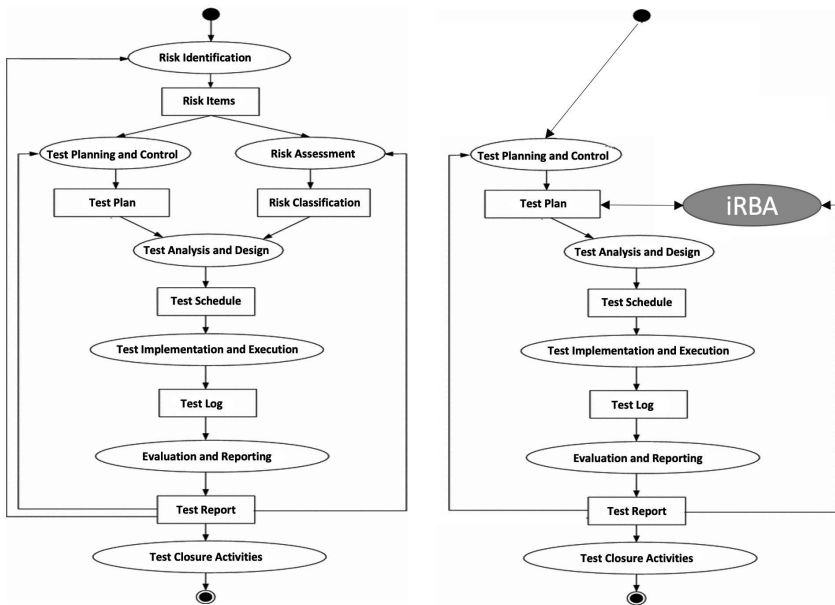 Risk Identification
Risk Items
Test Planning and Control
Risk Assessment
Test Plan
Risk Classification
Test Analysis and Design
Test Schedule
Test Implementation and Execution
Test Log
Evaluation and Reporting
Test Report
Test Closure Activities
Test Planning and Control
Test Plan
iRBA
Test Analysis and Design
Test Schedule
Test Implementation and Execution
Test Log
Evaluation and Reporting
Test Report
Test Closure Activities